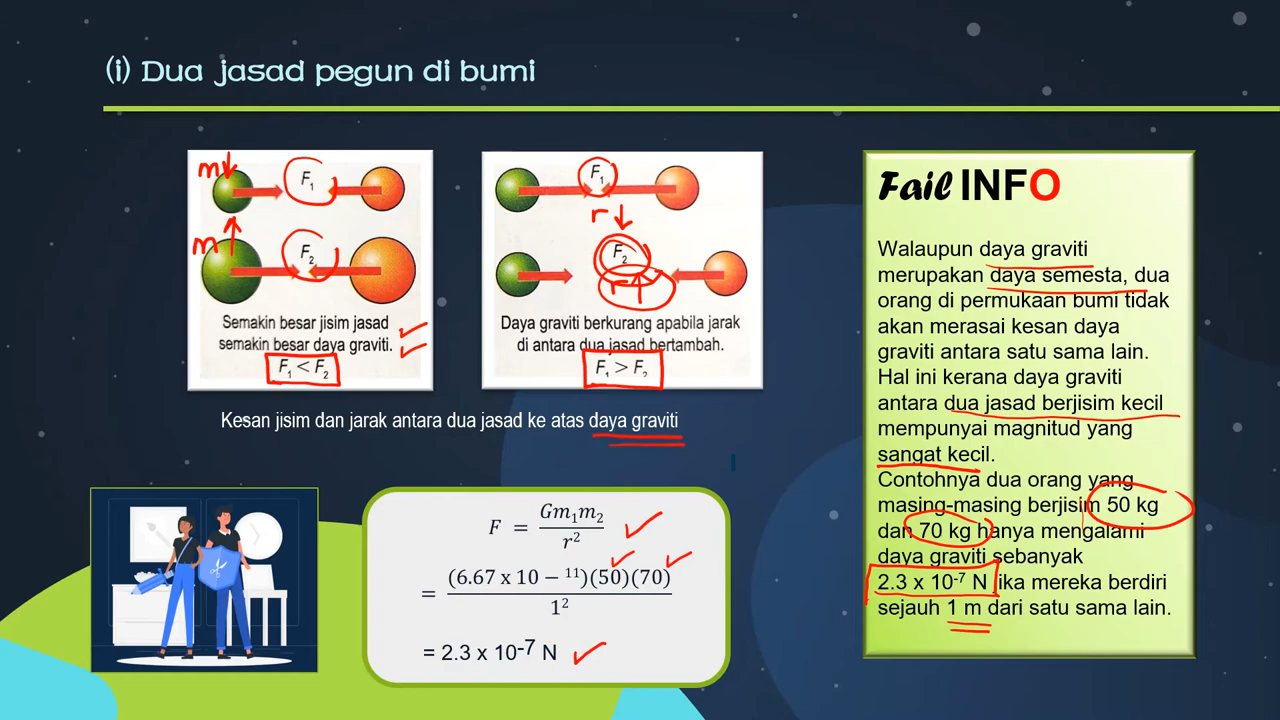 (i) Dua jasad pegun di bumi
m↓
F₁
m↑
F₂
Semakin besar jisim jasad
semakin besar daya graviti.
F₁ < F₂
F₁
r↓
F₂
r↑
Daya graviti berkurang apabila jarak
di antara dua jasad bertambah.
F₁ > F₂
Kesan jisim dan jarak antara dua jasad ke atas daya graviti
F = Gm₁m₂ / r²
= (6.67 x 10 − ¹¹)(50)(70) / 1²
= 2.3 x 10⁻⁷ N
Fail INFO
Walaupun daya graviti
merupakan daya semesta, dua
orang di permukaan bumi tidak
akan merasai kesan daya
graviti antara satu sama lain.
Hal ini kerana daya graviti
antara dua jasad berjisim kecil
mempunyai magnitud yang
sangat kecil.
Contohnya dua orang yang
masing-masing berjisim 50 kg
dan 70 kg hanya mengalami
daya graviti sebanyak
2.3 x 10⁻⁷ N jika mereka berdiri
sejauh 1 m dari satu sama lain.